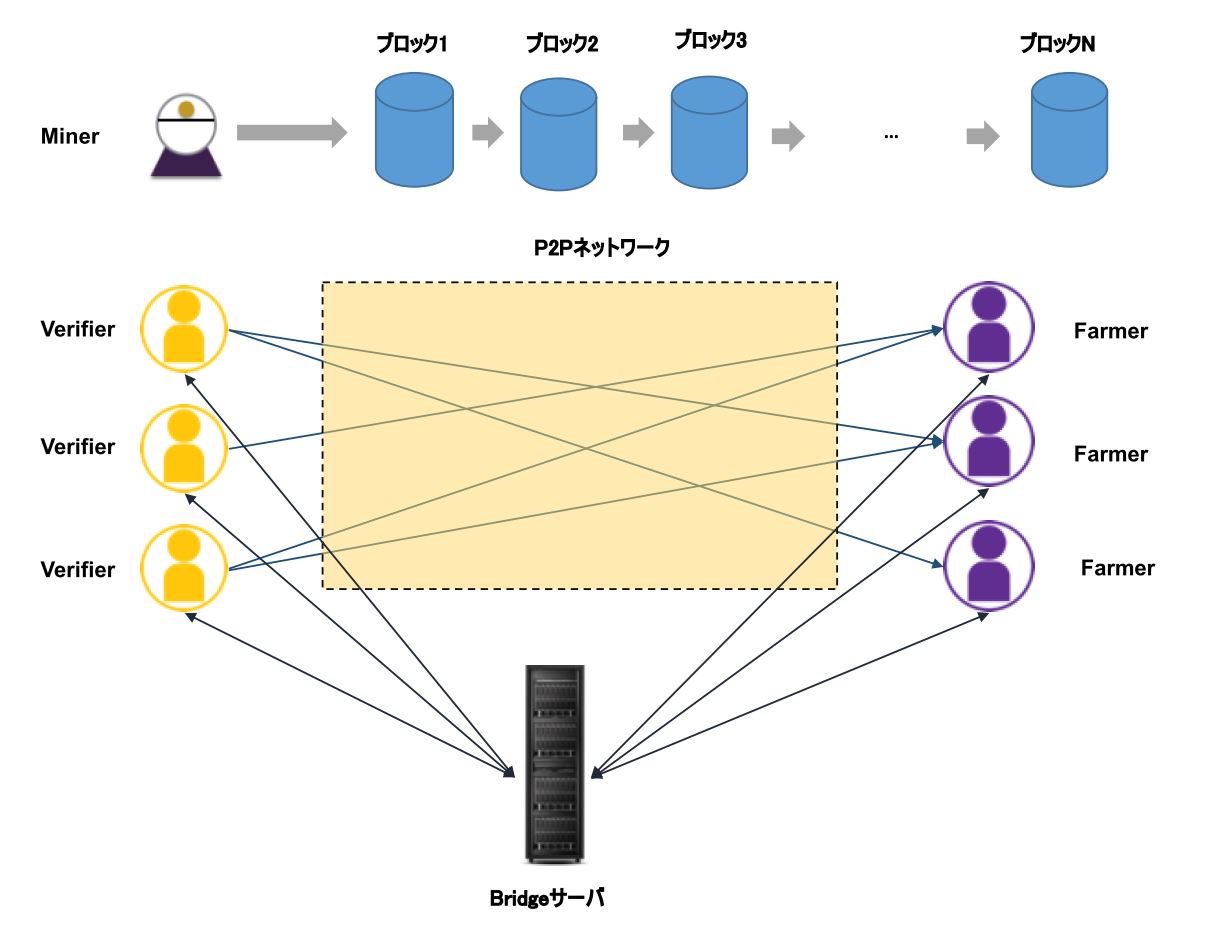 ブロック1
ブロック2
ブロック3
ブロックN
Miner
...
P2Pネットワーク
Verifier
Farmer
Verifier
Farmer
Verifier
Farmer
Bridgeサーバ